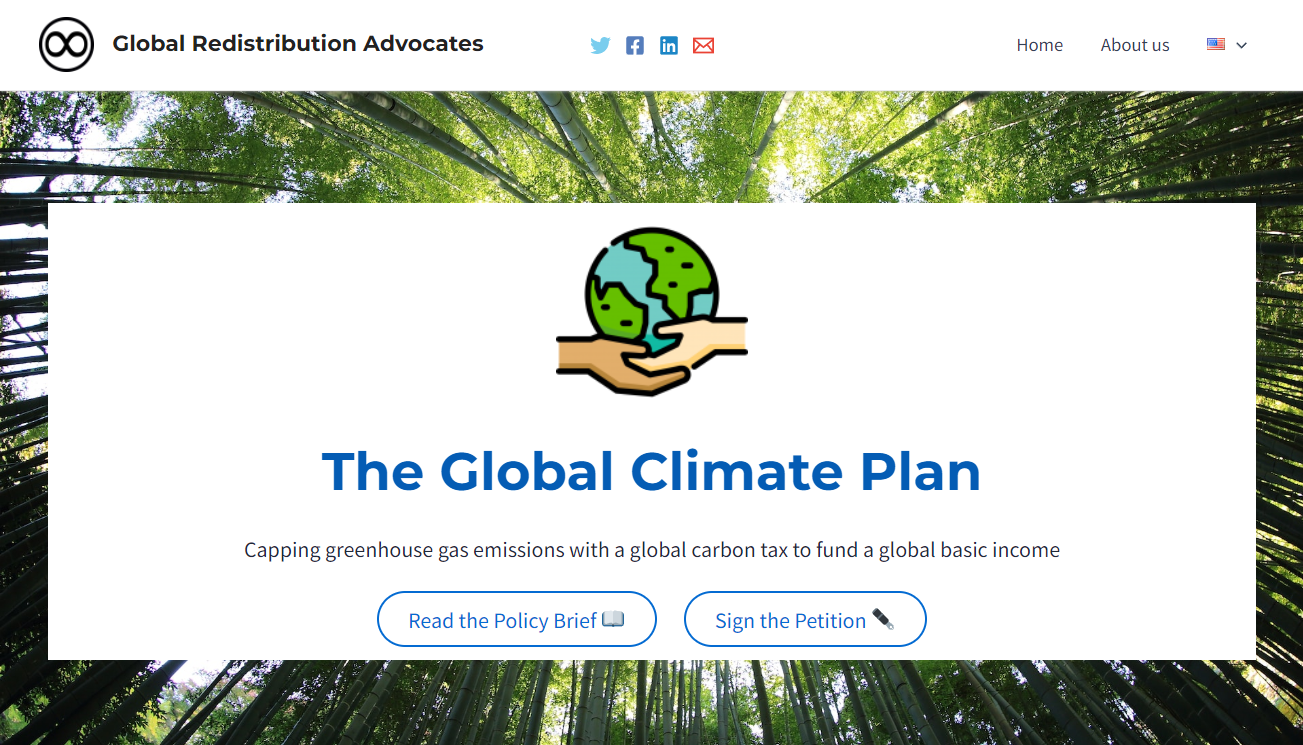 Global Redistribution Advocates
Home
About us
The Global Climate Plan
Capping greenhouse gas emissions with a global carbon tax to fund a global basic income
Read the Policy Brief 📖
Sign the Petition 🖋️